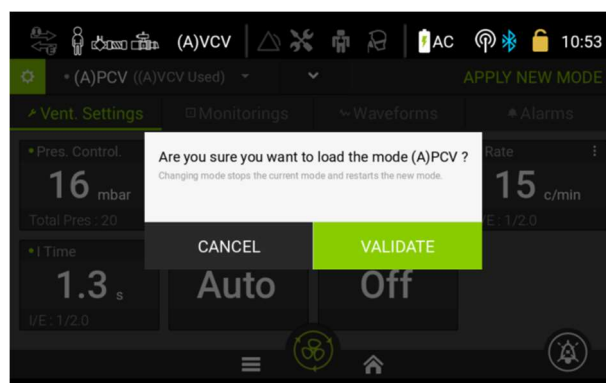 (A)VCV AC 10:53
• (A)PCV ((A)VCV Used) APPLY NEW MODE
Vent. Settings Monitorings Waveforms Alarms
Are you sure you want to load the mode (A)PCV ?
Changing mode stops the current mode and restarts the new mode.
CANCEL VALIDATE
• Pres. Control.
16 mbar
Total Pres : 20
Rate
15 c/min
/E : 1/2.0
• I Time
1.3 s
I/E : 1/2.0
Auto
Off